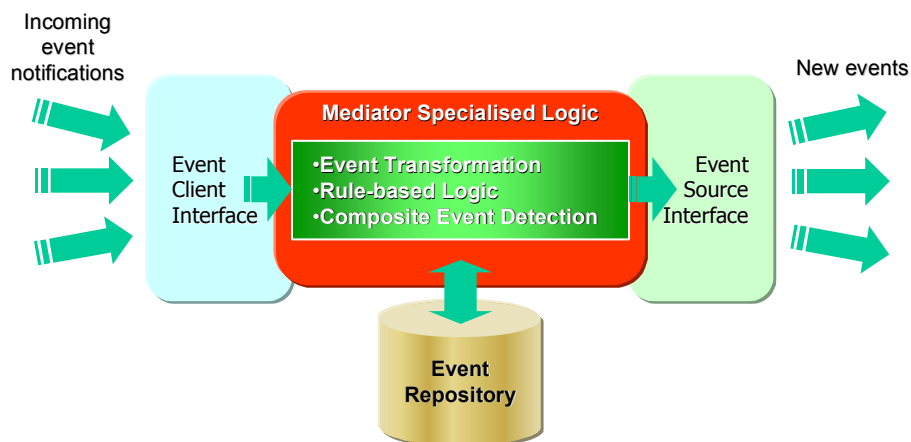 Incoming
event
notifications
New events
Mediator Specialised Logic
Event
Client
Interface
•Event Transformation
•Rule-based Logic
•Composite Event Detection
Event
Source
Interface
Event
Repository